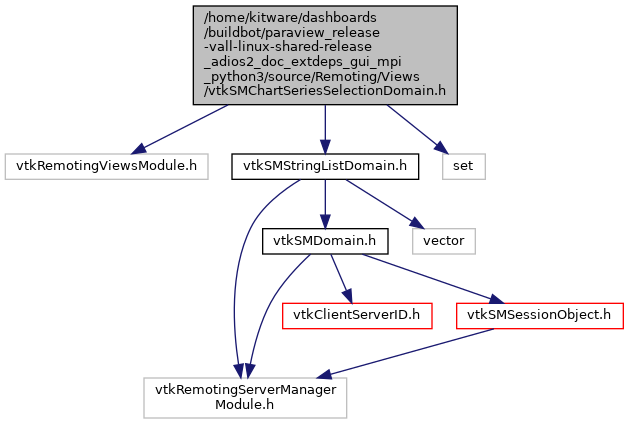 /home/kitware/dashboards
/buildbot/paraview_release
-vall-linux-shared-release
_adios2_doc_extdeps_gui_mpi
_python3/source/Remoting/Views
/vtkSMChartSeriesSelectionDomain.h
vtkRemotingViewsModule.h
vtkSMStringListDomain.h
set
vtkSMDomain.h
vector
vtkClientServerID.h
vtkSMSessionObject.h
vtkRemotingServerManager
Module.h